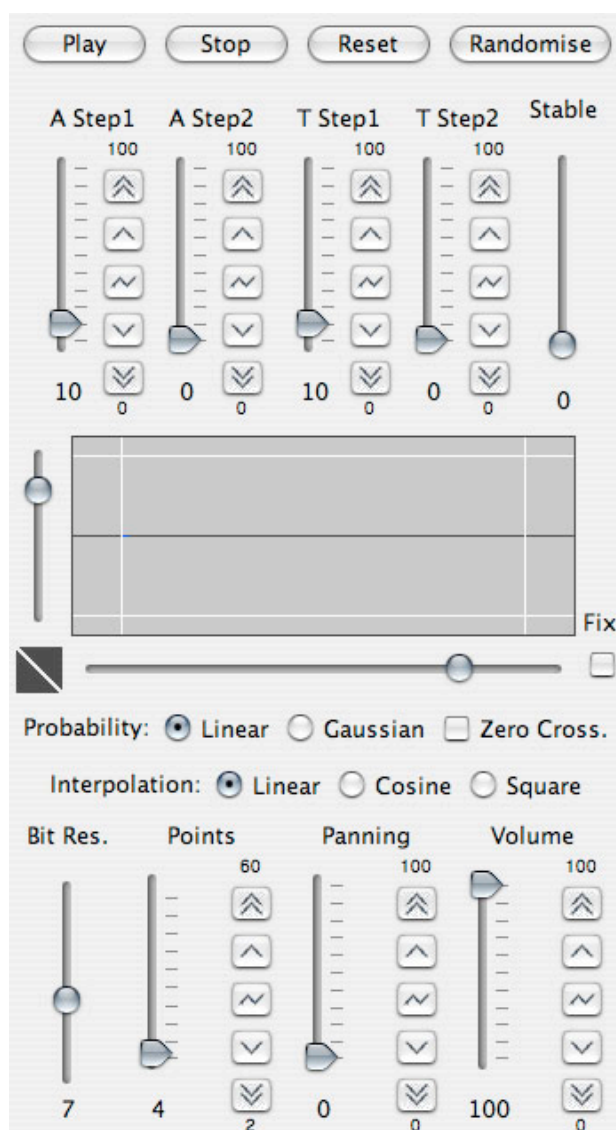 Play Stop Reset Randomise
A Step1 A Step2 T Step1 T Step2 Stable
100 100 100 100
10 0 10 0 0
0 0 0 0
Fix
Probability: Linear Gaussian Zero Cross.
Interpolation: Linear Cosine Square
Bit Res. Points Panning Volume
60 100 100
7 4 0 100
2 0 0